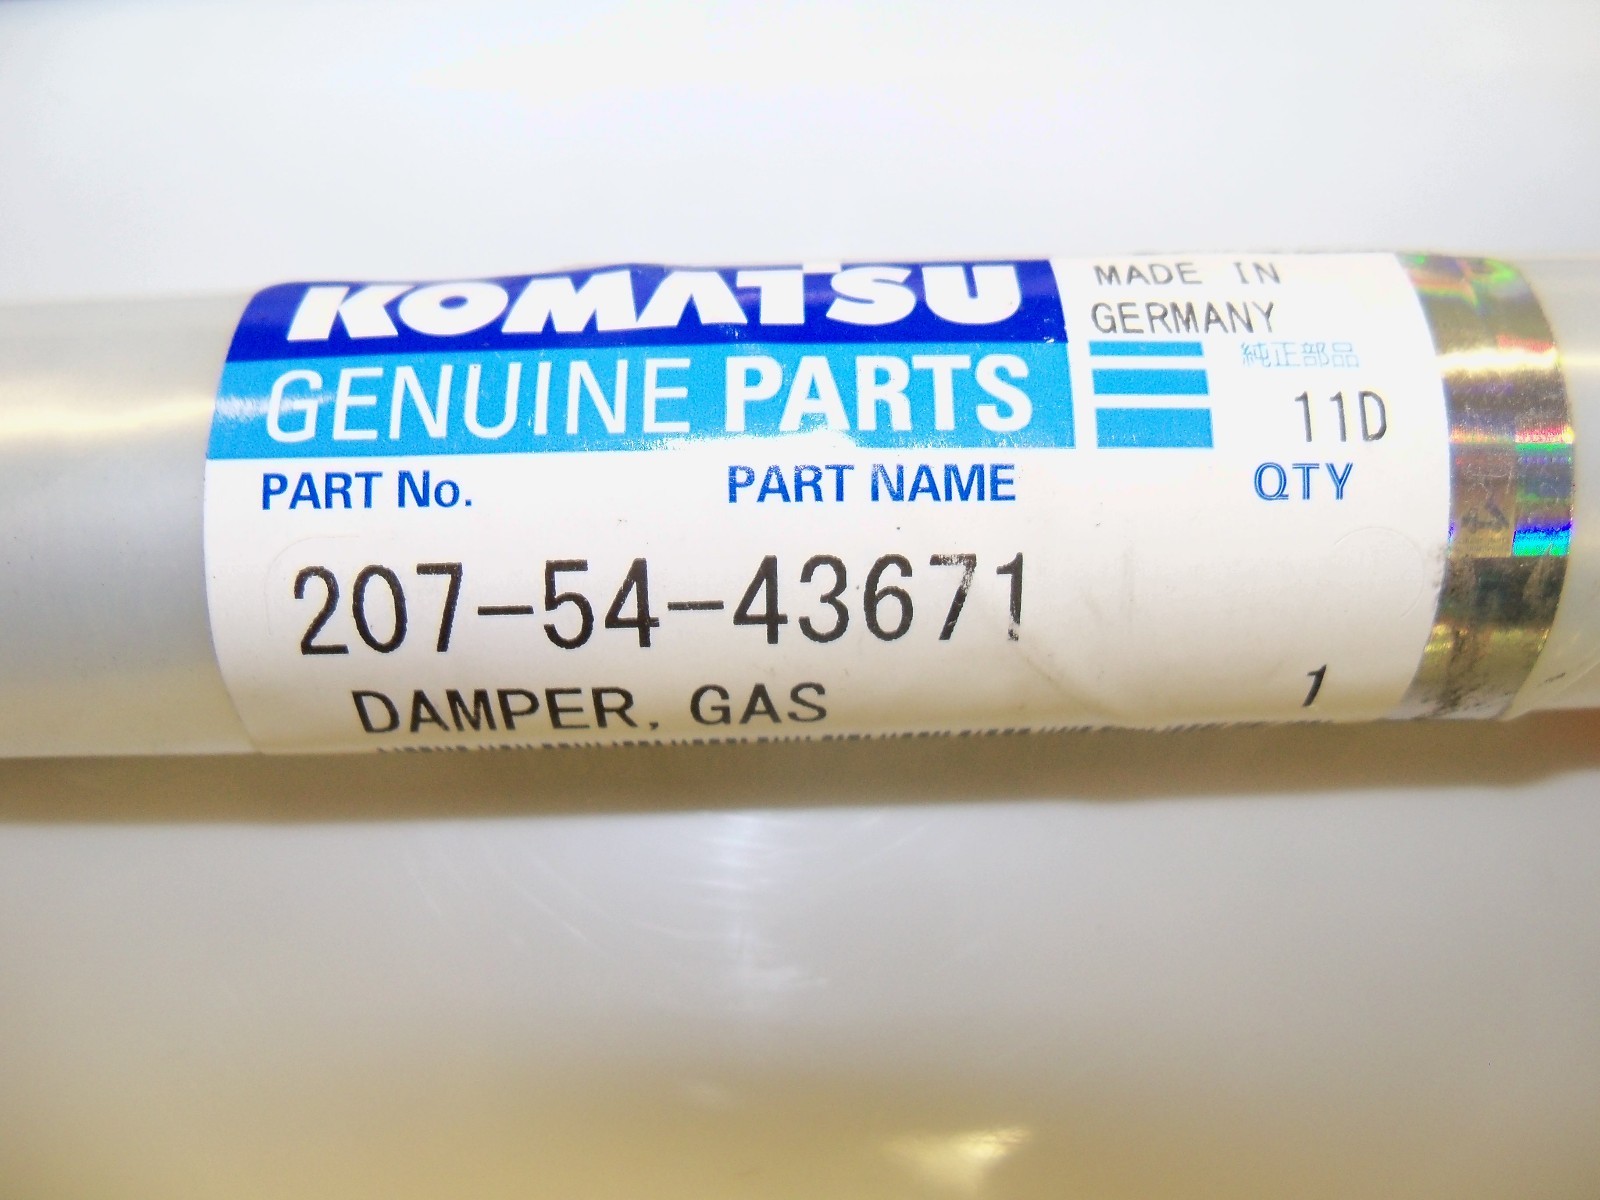 KOMATSU
GENUINE PARTS
MADE IN
GERMANY
純正部品
11D
PART No. PART NAME QTY
207-54-43671
DAMPER, GAS 1